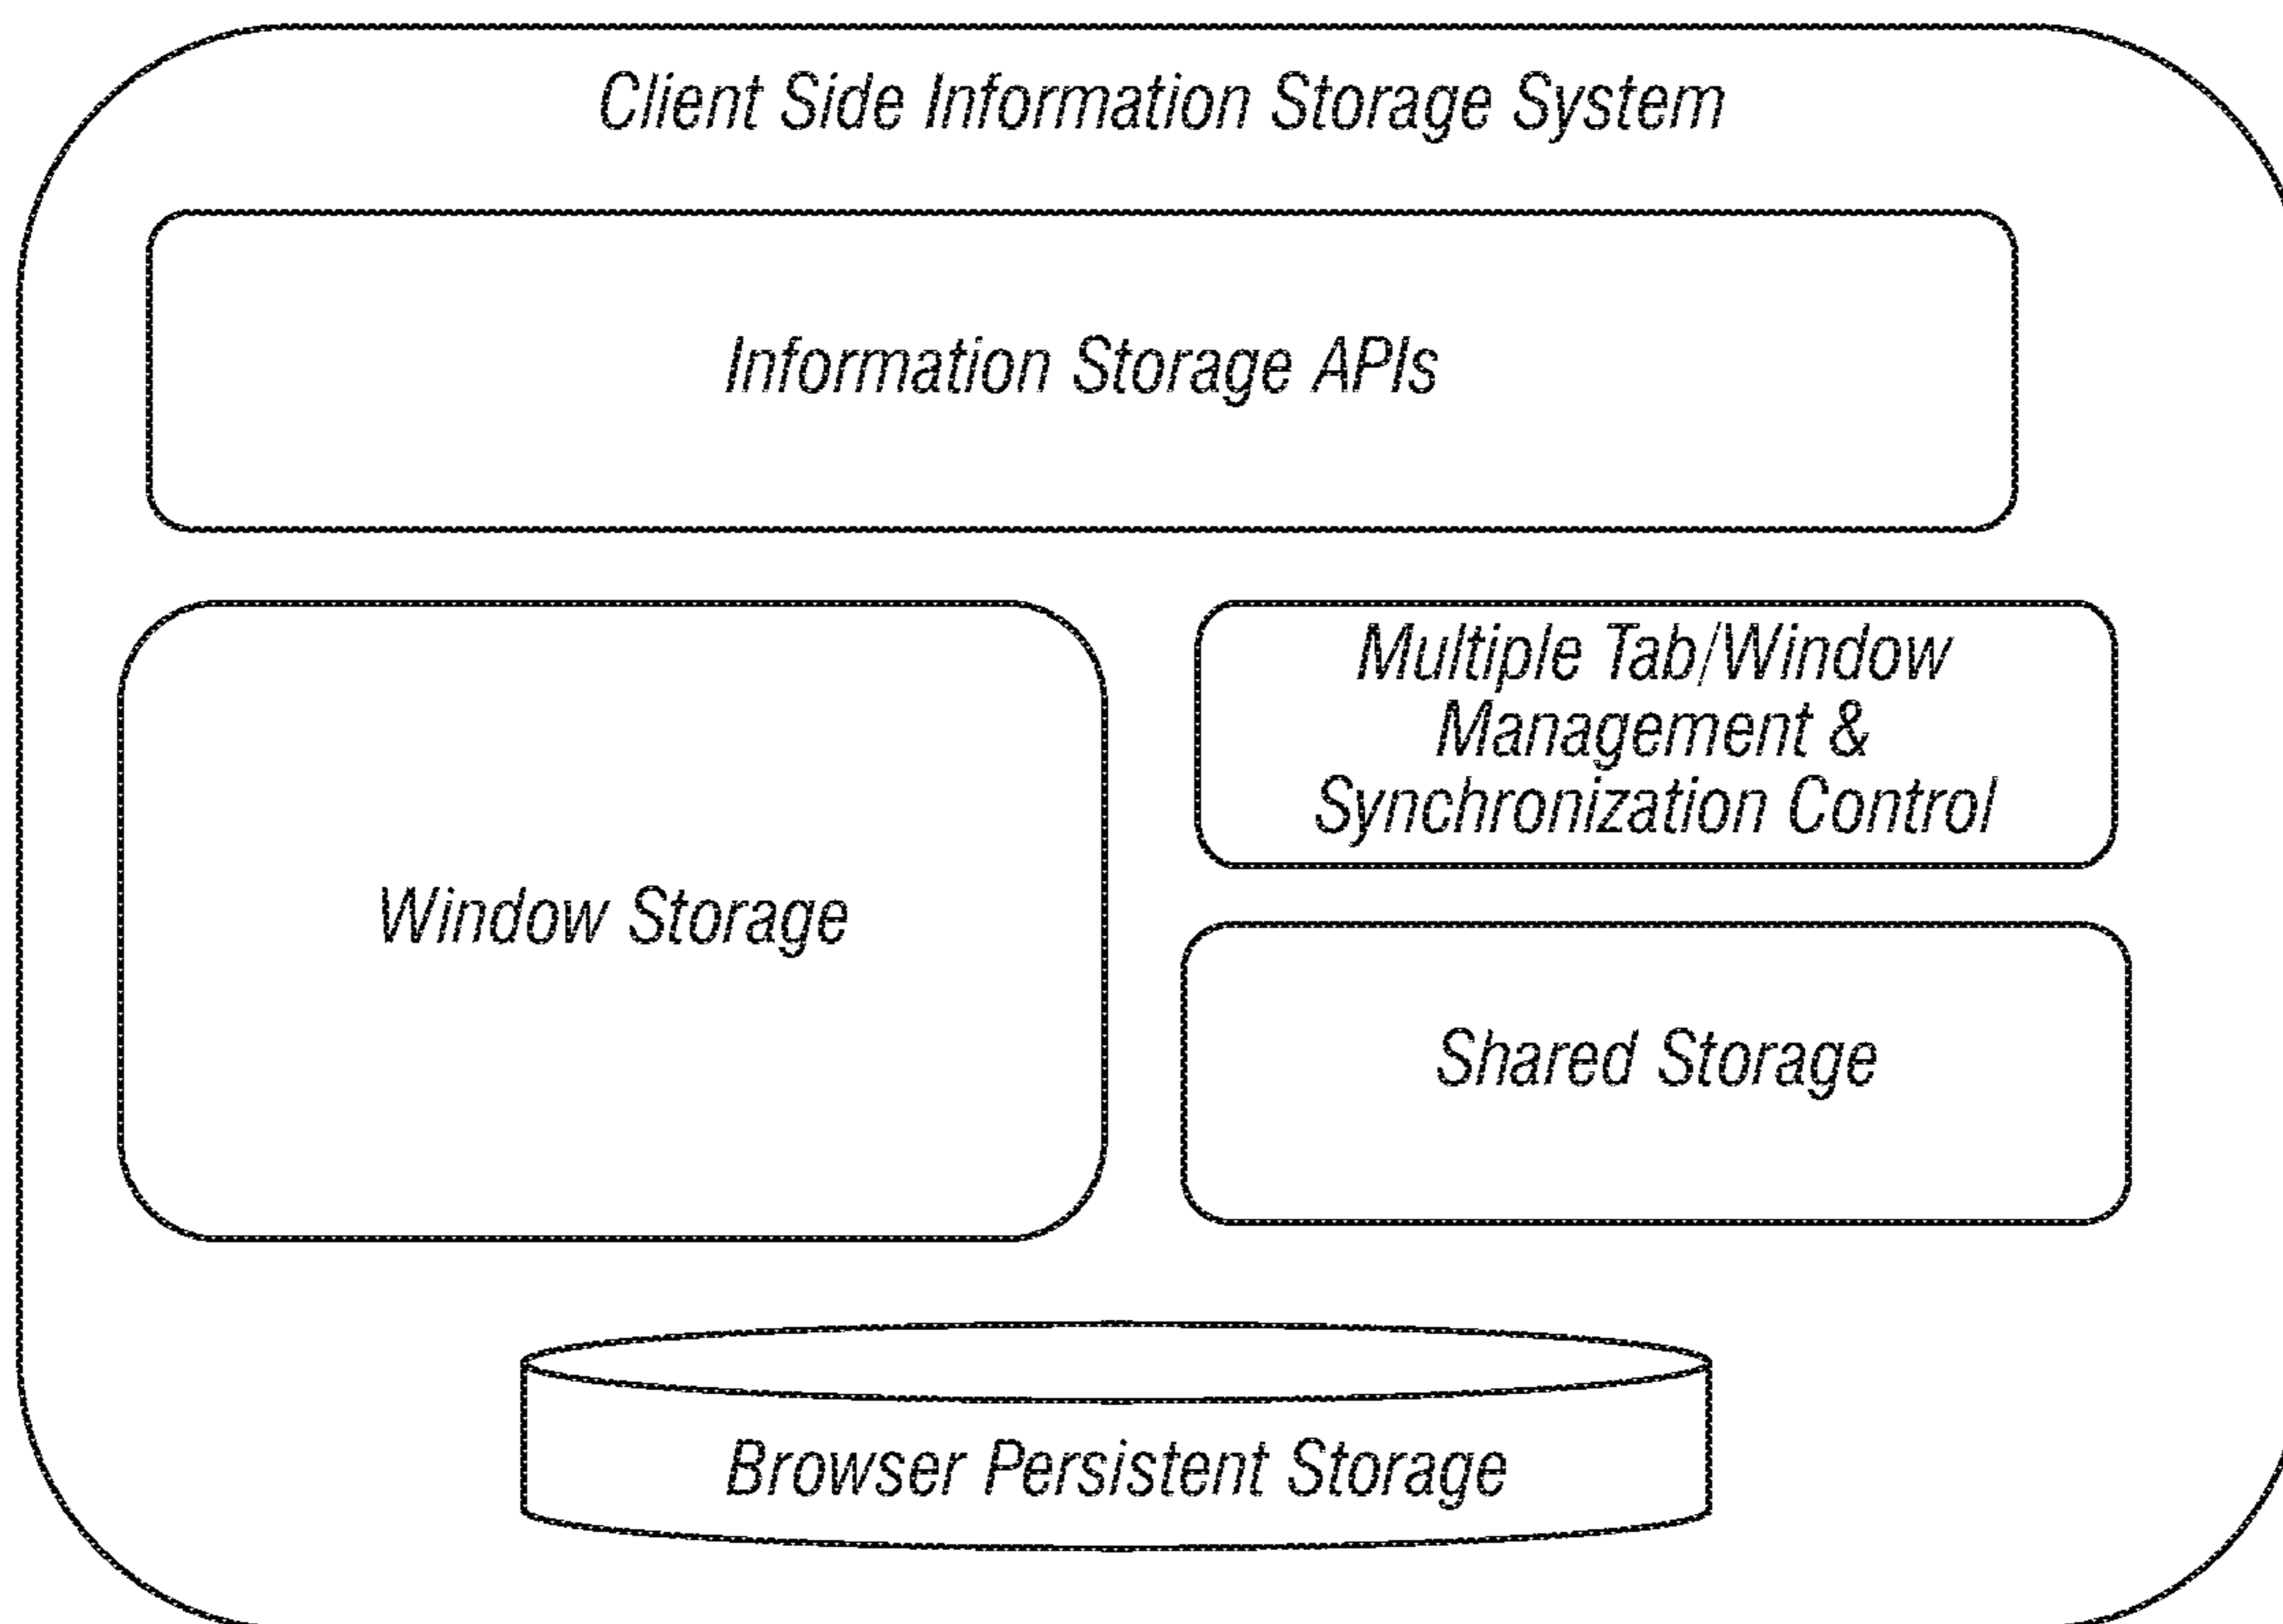 Client Side Information Storage System
Information Storage APIs
Window Storage
Multiple Tab/Window
Management &
Synchronization Control
Shared Storage
Browser Persistent Storage